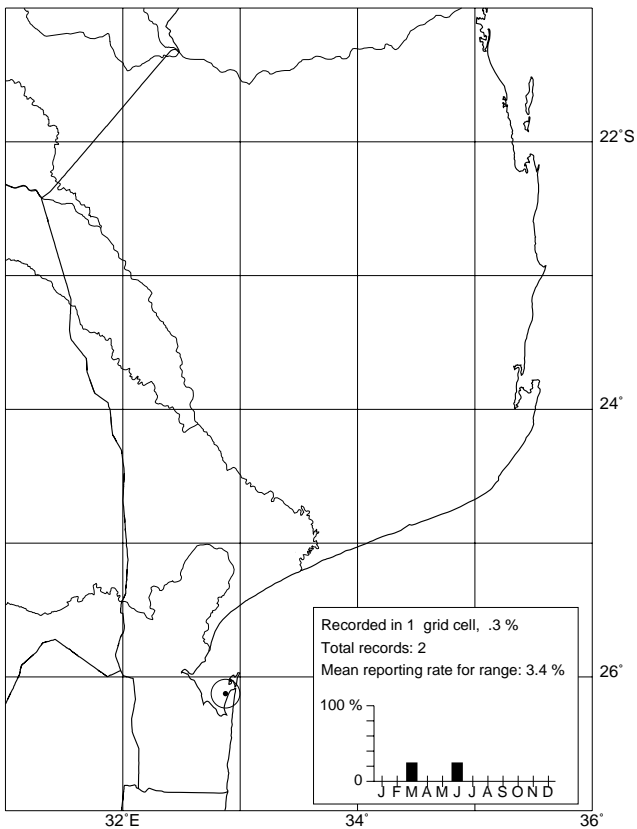 22°S
24°
Recorded in 1 grid cell, .3 %
Total records: 2
Mean reporting rate for range: 3.4 %
26°
100 %
0
J F M A M J J A S O N D
32°E 34° 36°